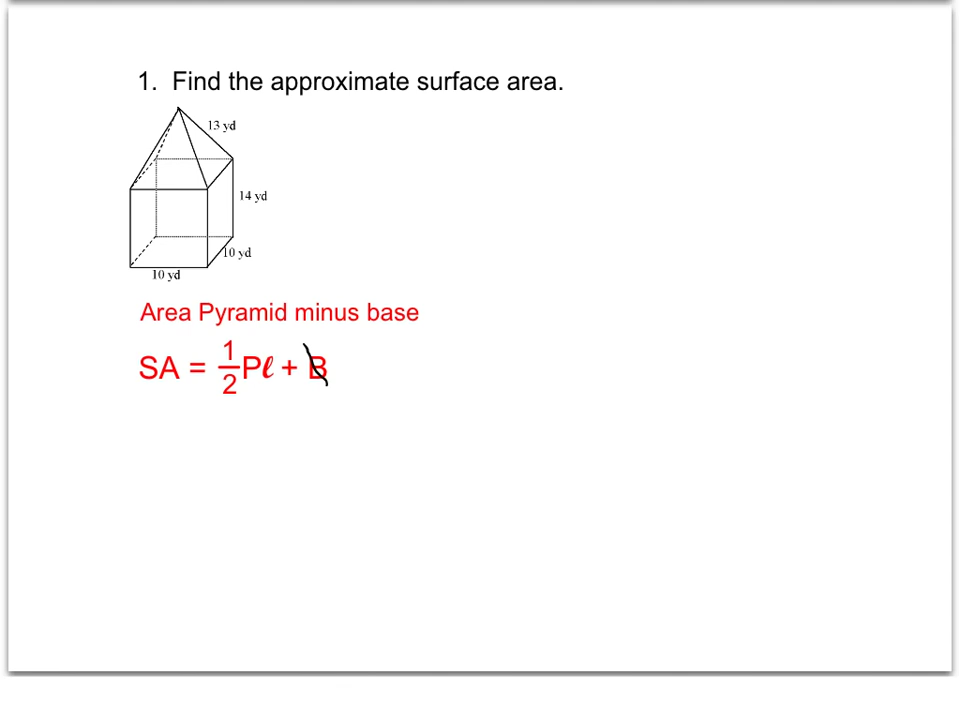 1. Find the approximate surface area.
13 yd
14 yd
10 yd
10 yd
Area Pyramid minus base
SA = 1/2 Pℓ + B